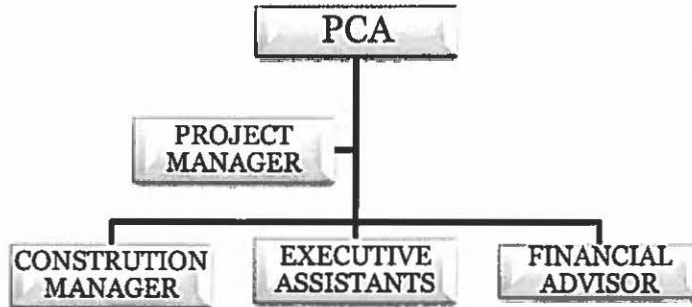 PCA
PROJECT
MANAGER
CONSTRUTION
MANAGER
EXECUTIVE
ASSISTANTS
FINANCIAL
ADVISOR